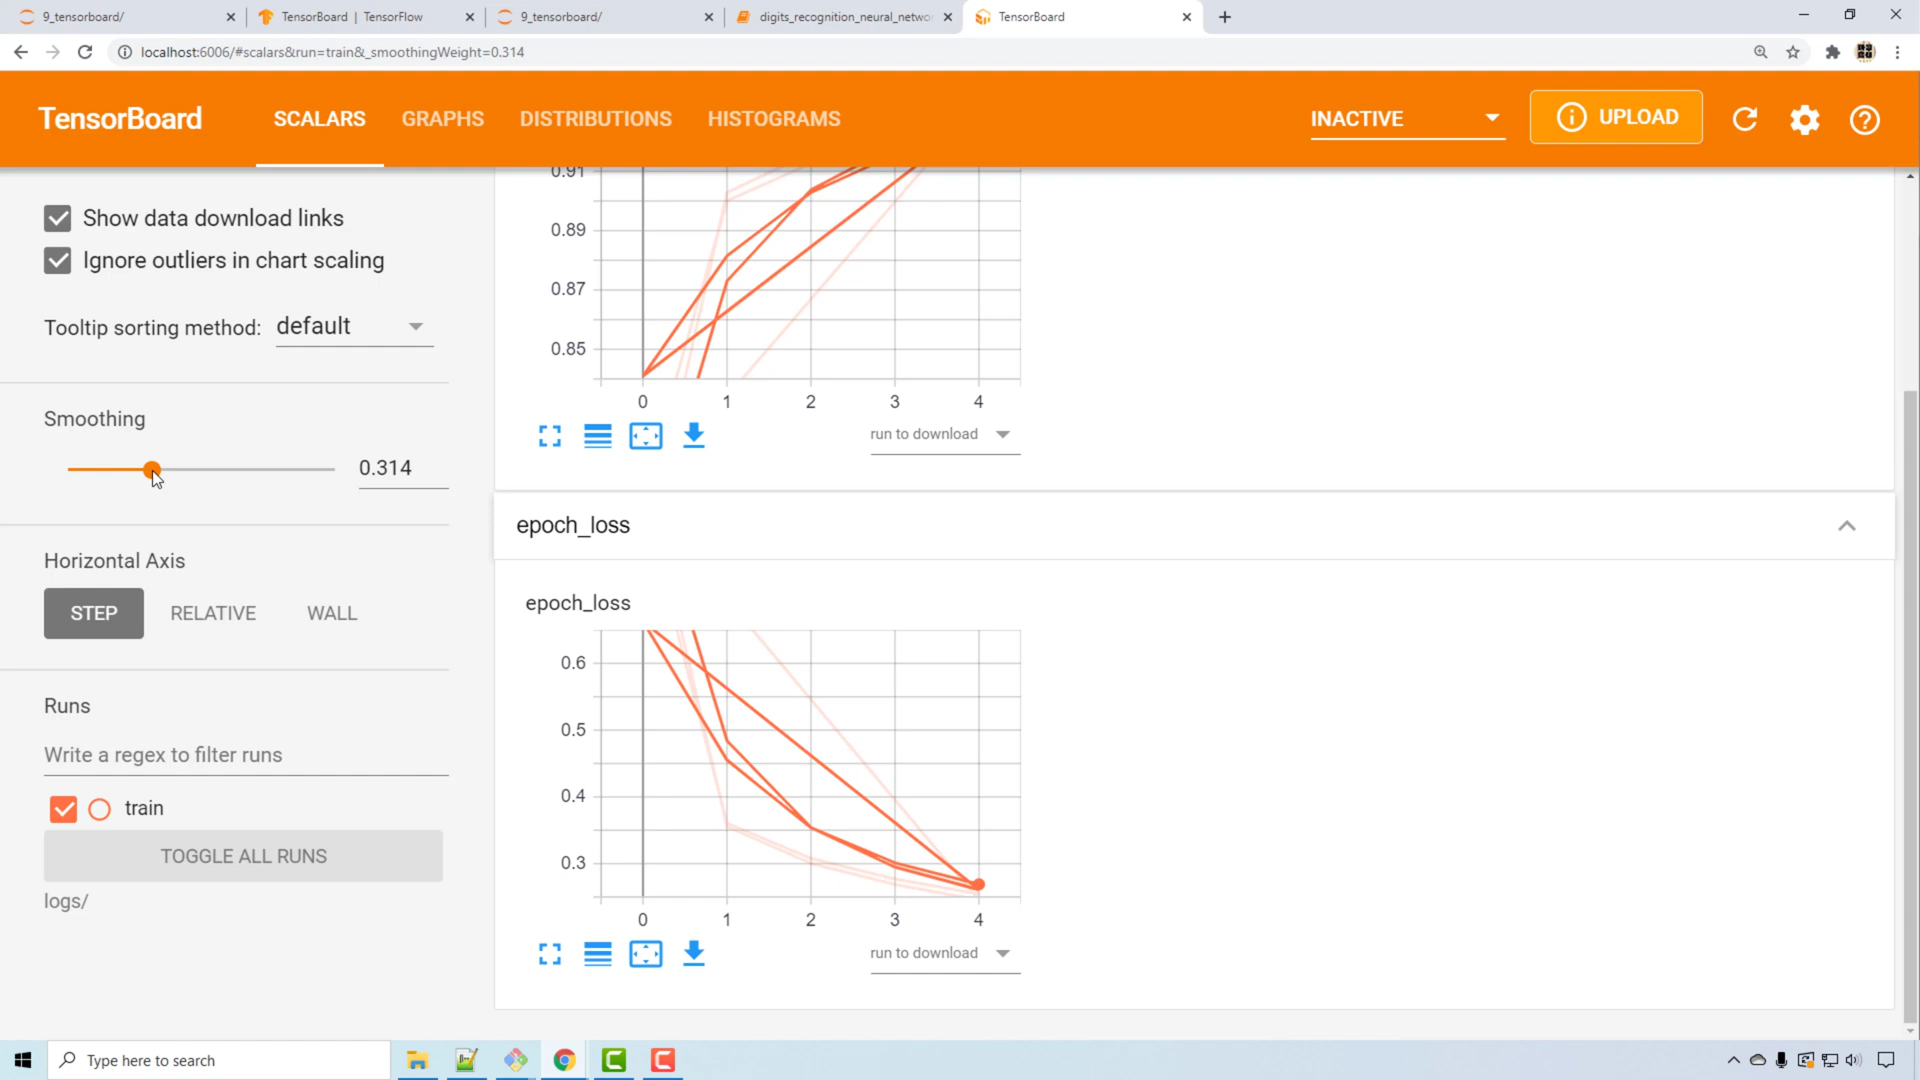 9_tensorboard/
TensorBoard | TensorFlow
9_tensorboard/
digits_recognition_neural_netwo
TensorBoard
localhost:6006/#scalars&run=train&_smoothingWeight=0.314
TensorBoard
SCALARS
GRAPHS
DISTRIBUTIONS
HISTOGRAMS
INACTIVE
UPLOAD
Show data download links
Ignore outliers in chart scaling
Tooltip sorting method: default
Smoothing
0.314
Horizontal Axis
STEP
RELATIVE
WALL
Runs
Write a regex to filter runs
train
TOGGLE ALL RUNS
logs/
0.91
0.89
0.87
0.85
0 1 2 3 4
run to download
epoch_loss
epoch_loss
0.6
0.5
0.4
0.3
0 1 2 3 4
run to download
Type here to search